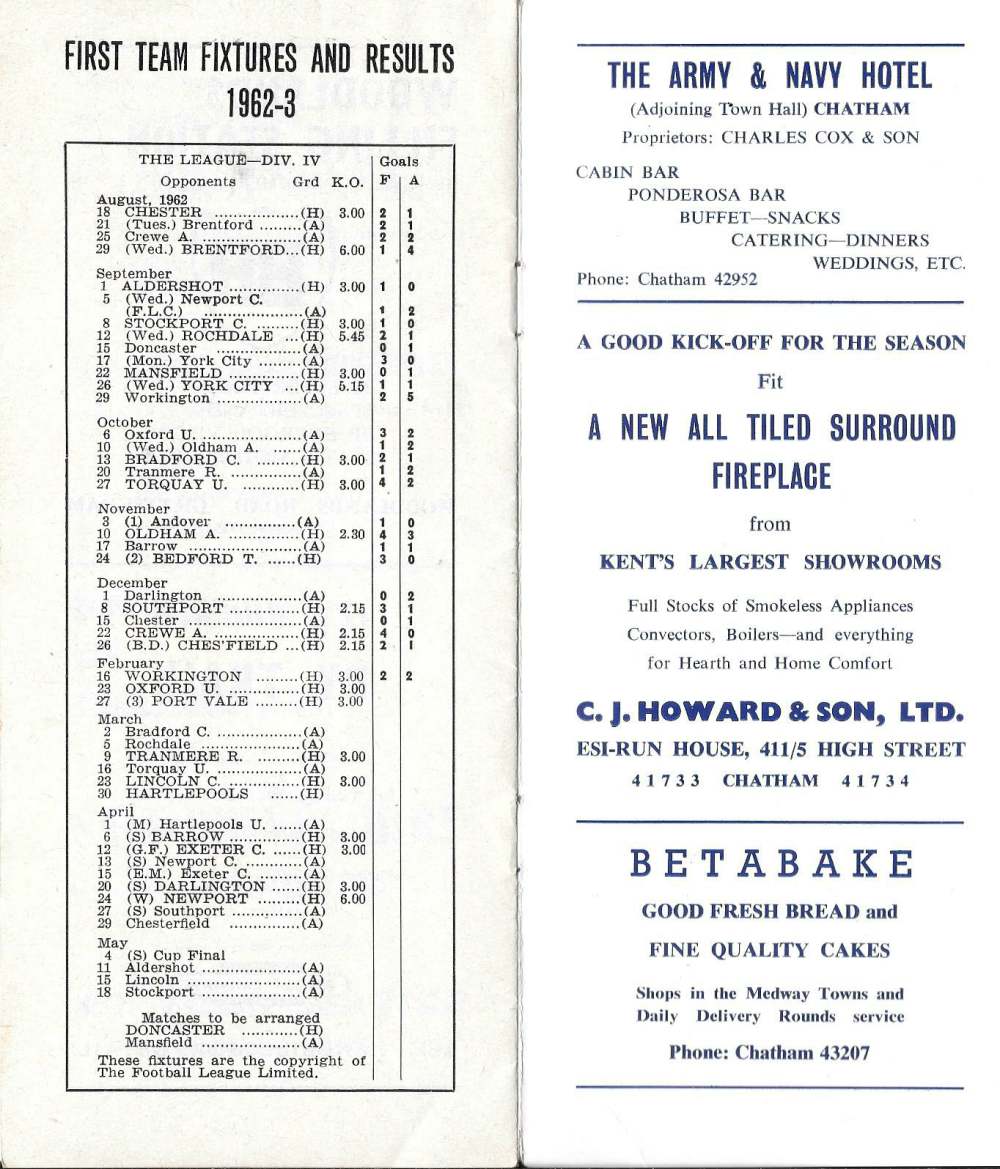 FIRST TEAM FIXTURES AND RESULTS
1962-3
THE LEAGUE—DIV. IV Goals
Opponents Grd K.O. F A
August, 1962
18 CHESTER ..................(H) 3.00 2 1
21 (Tues.) Brentford .........(A) 2 1
25 Crewe A. .....................(A) 2 2
29 (Wed.) BRENTFORD...(H) 6.00 1 4
September
1 ALDERSHOT ...............(H) 3.00 1 0
5 (Wed.) Newport C.
(F.L.C.) .....................(A) 1 2
8 STOCKPORT C. .........(H) 3.00 1 0
12 (Wed.) ROCHDALE ...(H) 5.45 2 1
15 Doncaster ..................(A) 0 1
17 (Mon.) York City .........(A) 3 0
22 MANSFIELD ...............(H) 3.00 0 1
26 (Wed.) YORK CITY ...(H) 5.15 1 1
29 Workington ..................(A) 2 5
October
6 Oxford U. .....................(A) 3 2
10 (Wed.) Oldham A. ......(A) 1 2
13 BRADFORD C. .........(H) 3.00 2 1
20 Tranmere R. ...............(A) 1 2
27 TORQUAY U. ............(H) 3.00 4 2
November
3 (1) Andover ...............(A) 1 0
10 OLDHAM A. ...............(H) 2.30 4 3
17 Barrow ........................(A) 1 1
24 (2) BEDFORD T. ......(H) 3 0
December
1 Darlington ..................(A) 0 2
8 SOUTHPORT ...............(H) 2.15 3 1
15 Chester ........................(A) 0 1
22 CREWE A. ..................(H) 2.15 4 0
26 (B.D.) CHES'FIELD ...(H) 2.15 2 1
February
16 WORKINGTON .........(H) 3.00 2 2
23 OXFORD U. ...............(H) 3.00
27 (3) PORT VALE .........(H) 3.00
March
2 Bradford C. ..................(A)
5 Rochdale .....................(A)
9 TRANMERE R. .........(H) 3.00
16 Torquay U. ..................(A)
23 LINCOLN C. ...............(H) 3.00
30 HARTLEPOOLS ......(H)
April
1 (M) Hartlepools U. ......(A)
6 (S) BARROW ...............(H) 3.00
12 (G.F.) EXETER C. ......(H) 3.00
13 (S) Newport C. ............(A)
15 (E.M.) Exeter C. .........(A)
20 (S) DARLINGTON ......(H) 3.00
24 (W) NEWPORT .........(H) 6.00
27 (S) Southport ...............(A)
29 Chesterfield ...............(A)
May
4 (S) Cup Final
11 Aldershot .....................(A)
15 Lincoln ........................(A)
18 Stockport .....................(A)
Matches to be arranged
DONCASTER ............(H)
Mansfield .....................(A)
These fixtures are the copyright of
The Football League Limited.
THE ARMY & NAVY HOTEL
(Adjoining Town Hall) CHATHAM
Proprietors: CHARLES COX & SON
CABIN BAR
PONDEROSA BAR
BUFFET—SNACKS
CATERING—DINNERS
WEDDINGS, ETC.
Phone: Chatham 42952
A GOOD KICK-OFF FOR THE SEASON
Fit
A NEW ALL TILED SURROUND
FIREPLACE
from
KENT'S LARGEST SHOWROOMS
Full Stocks of Smokeless Appliances
Convectors, Boilers—and everything
for Hearth and Home Comfort
C. J. HOWARD & SON, LTD.
ESI-RUN HOUSE, 411/5 HIGH STREET
41733 CHATHAM 41734
BETABAKE
GOOD FRESH BREAD and
FINE QUALITY CAKES
Shops in the Medway Towns and
Daily Delivery Rounds service
Phone: Chatham 43207